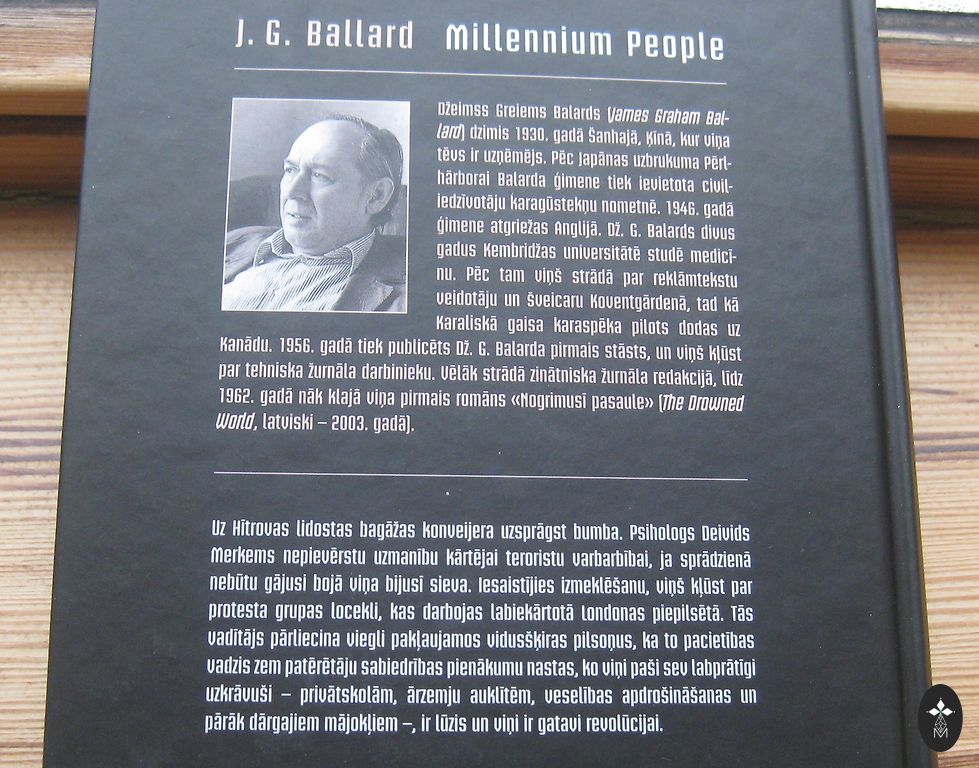 J. G. Ballard Millennium People
Džeimss Greiems Balards (James Graham Bal-
lard) dzimis 1930. gadā Šanhajā, Ķīnā, kur viņa
tēvs ir uzņēmējs. Pēc Japānas uzbrukuma Pērl-
hārborai Balarda ģimene tiek ievietota civil-
iedzīvotāju karagūstekņu nometnē. 1946. gadā
ģimene atgriežas Anglijā. Dž. G. Balards divus
gadus Kembridžas universitātē studē medicī-
nu. Pēc tam viņš strādā par reklāmtekstu
veidotāju un šveicaru Koventgārdenā, tad kā
Karaliskā gaisa karaspēka pilots dodas uz
Kanādu. 1956. gadā tiek publicēts Dž. G. Balarda pirmais stāsts, un viņš kļūst
par tehniska žurnāla darbinieku. Vēlāk strādā zinātniska žurnāla redakcijā, līdz
1962. gadā nāk klajā viņa pirmais romāns «Nogrimusī pasaule» (The Drowned
World, latviski – 2003. gadā).
Uz Hītrovas lidostas bagāžas konveijera uzsprāgst bumba. Psihologs Deivids
Merkems nepievērstu uzmanību kārtējai teroristu varbarbībai, ja sprādzienā
nebūtu gājusi bojā viņa bijusī sieva. Iesaistījies izmeklēšanu, viņš kļūst par
protesta grupas locekli, kas darbojas labiekārtotā Londonas piepilsētā. Tās
vadītājs pārliecina viegli pakļaujamos vidusšķiras pilsoņus, ka to pacietības
vadzis zem patērētāju sabiedrības pienākumu nastas, ko viņi paši sev labprātīgi
uzkrāvuši – privātskolām, ārzemju auklītēm, veselības apdrošināšanas un
pārāk dārgajiem mājokļiem –, ir lūzis un viņi ir gatavi revolūcijai.
M